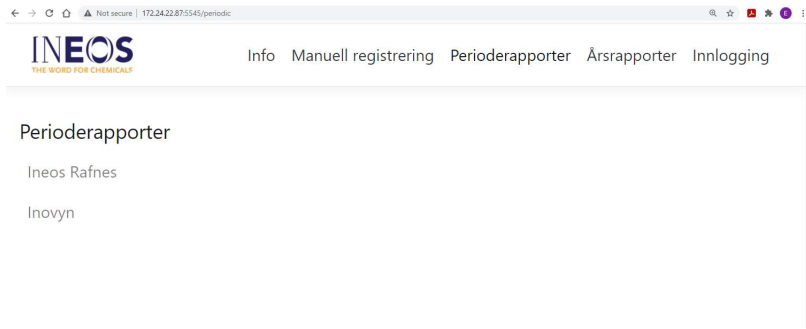 Not secure | 172.24.22.87:5545/periodic
E
INEOS
THE WORD FOR CHEMICALS
Info Manuell registrering Perioderapporter Årsrapporter Innlogging
Perioderapporter
Ineos Rafnes
Inovyn